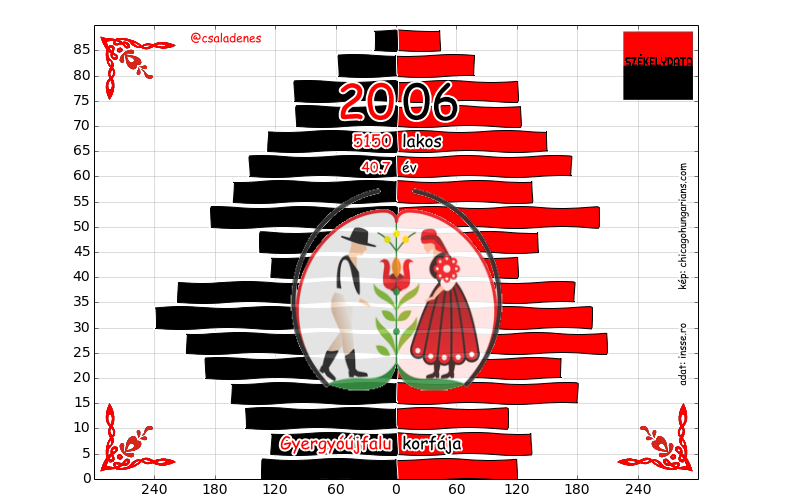 @csaladenes
SZÉKELYDATA
2006
5150 lakos
40.7 év
kép: chicagohungarians.com
adat: insse.ro
Gyergyóújfalu korfája
85
80
75
70
65
60
55
50
45
40
35
30
25
20
15
10
5
0
240 180 120 60 0 60 120 180 240